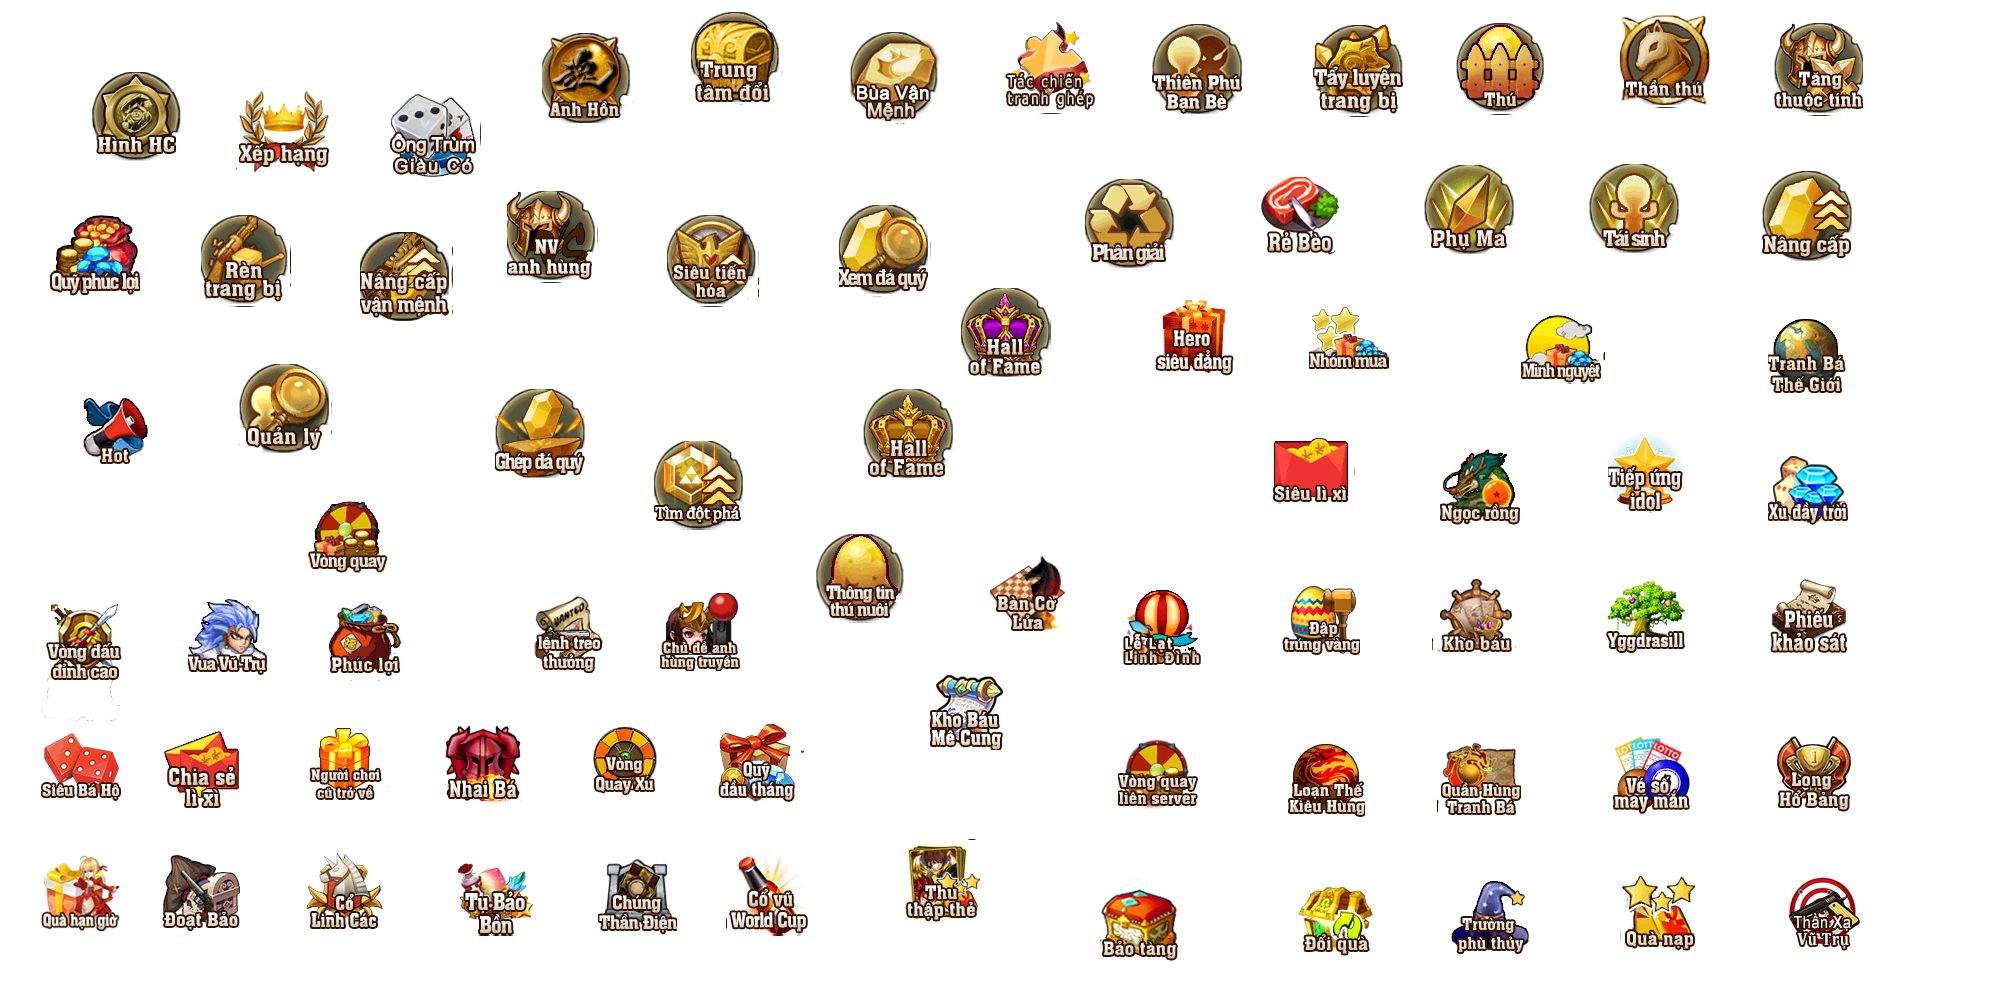 Hình HC
Xếp hạng
Ông Trùm
Giàu Có
Anh Hồn
Trung
tâm đổi
Bùa Vận
Mệnh
Tác chiến
tranh ghép
Thiên Phú
Bạn Bè
Tẩy luyện
trang bị
Thú
Thần thú
Tăng
thuộc tính
Quỹ phúc lợi
Rèn
trang bị
Nâng cấp
vận mệnh
NV
anh hùng
Siêu tiến
hóa
Xem đá quý
Phân giải
Rẻ Bèo
Phụ Ma
Tái sinh
Nâng cấp
Hall
of Fame
Hero
siêu đẳng
Nhóm mua
Minh nguyệt
Tranh Bá
Thế Giới
Hot
Quản lý
Ghép đá quý
Tìm đột phá
Hall
of Fame
Siêu lì xì
Ngọc rồng
Tiếp ứng
idol
Xu đầy trời
Vòng quay
Thông tin
thú nuôi
Bàn Cờ
Lửa
Vòng đấu
đỉnh cao
Vua Vũ Trụ
Phúc lợi
WANTED
lệnh treo
thưởng
Chủ đề anh
hùng truyện
Lễ Lạt
Linh Đình
Đập
trứng vàng
Kho báu
Yggdrasill
Phiếu
khảo sát
Kho Báu
Mê Cung
Siêu Bá Hộ
Chia sẻ
lì xì
Người chơi
cũ trở về
Nhai Bá
Vòng
Quay Xu
Quỹ
đầu tháng
Vòng quay
liên server
Loạn Thế
Kiêu Hùng
Quần Hùng
Tranh Bá
LOTTO
Vé số
may mắn
1
Long
Hổ Bảng
Quà hạn giờ
Đoạt Bảo
Cổ
Linh Các
Tụ Bảo
Bồn
Chúng
Thần Điện
Cổ vũ
World Cup
Thu
thập thẻ
Bảo tàng
Đổi quà
Trường
phù thủy
Quà nạp
Thần Xạ
Vũ Trụ